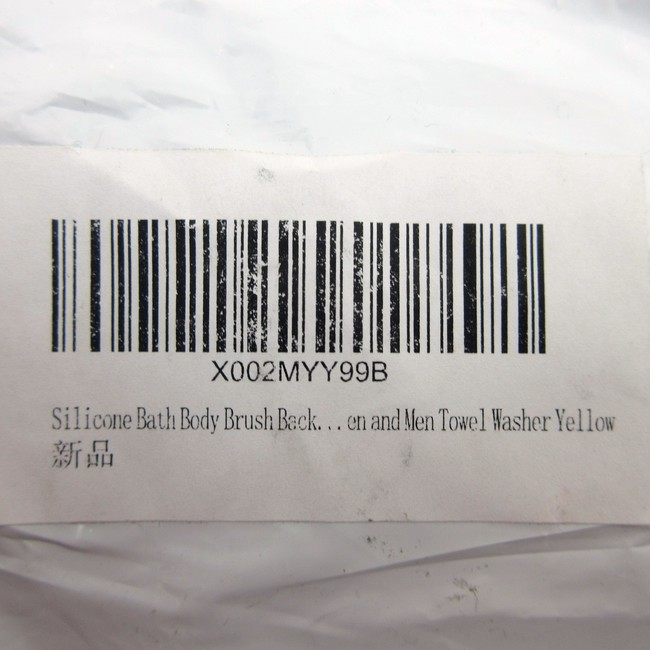 X002MYY99B
Silicone Bath Body Brush Back...en and Men Towel Washer Yellow
新品